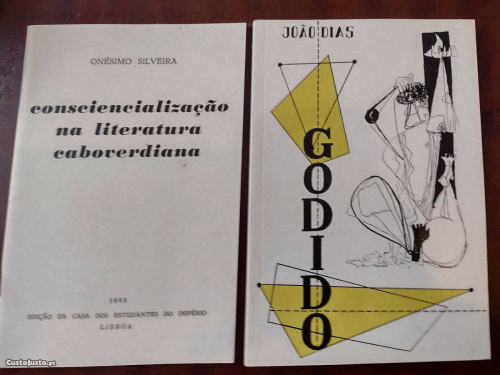 ONÉSIMO SILVEIRA
consciencialização
na literatura
caboverdiana
1963
EDIÇÃO DA CASA DOS ESTUDANTES DO IMPÉRIO
LISBOA
JOÃO DIAS
GODIDO
CustoJusto.pt